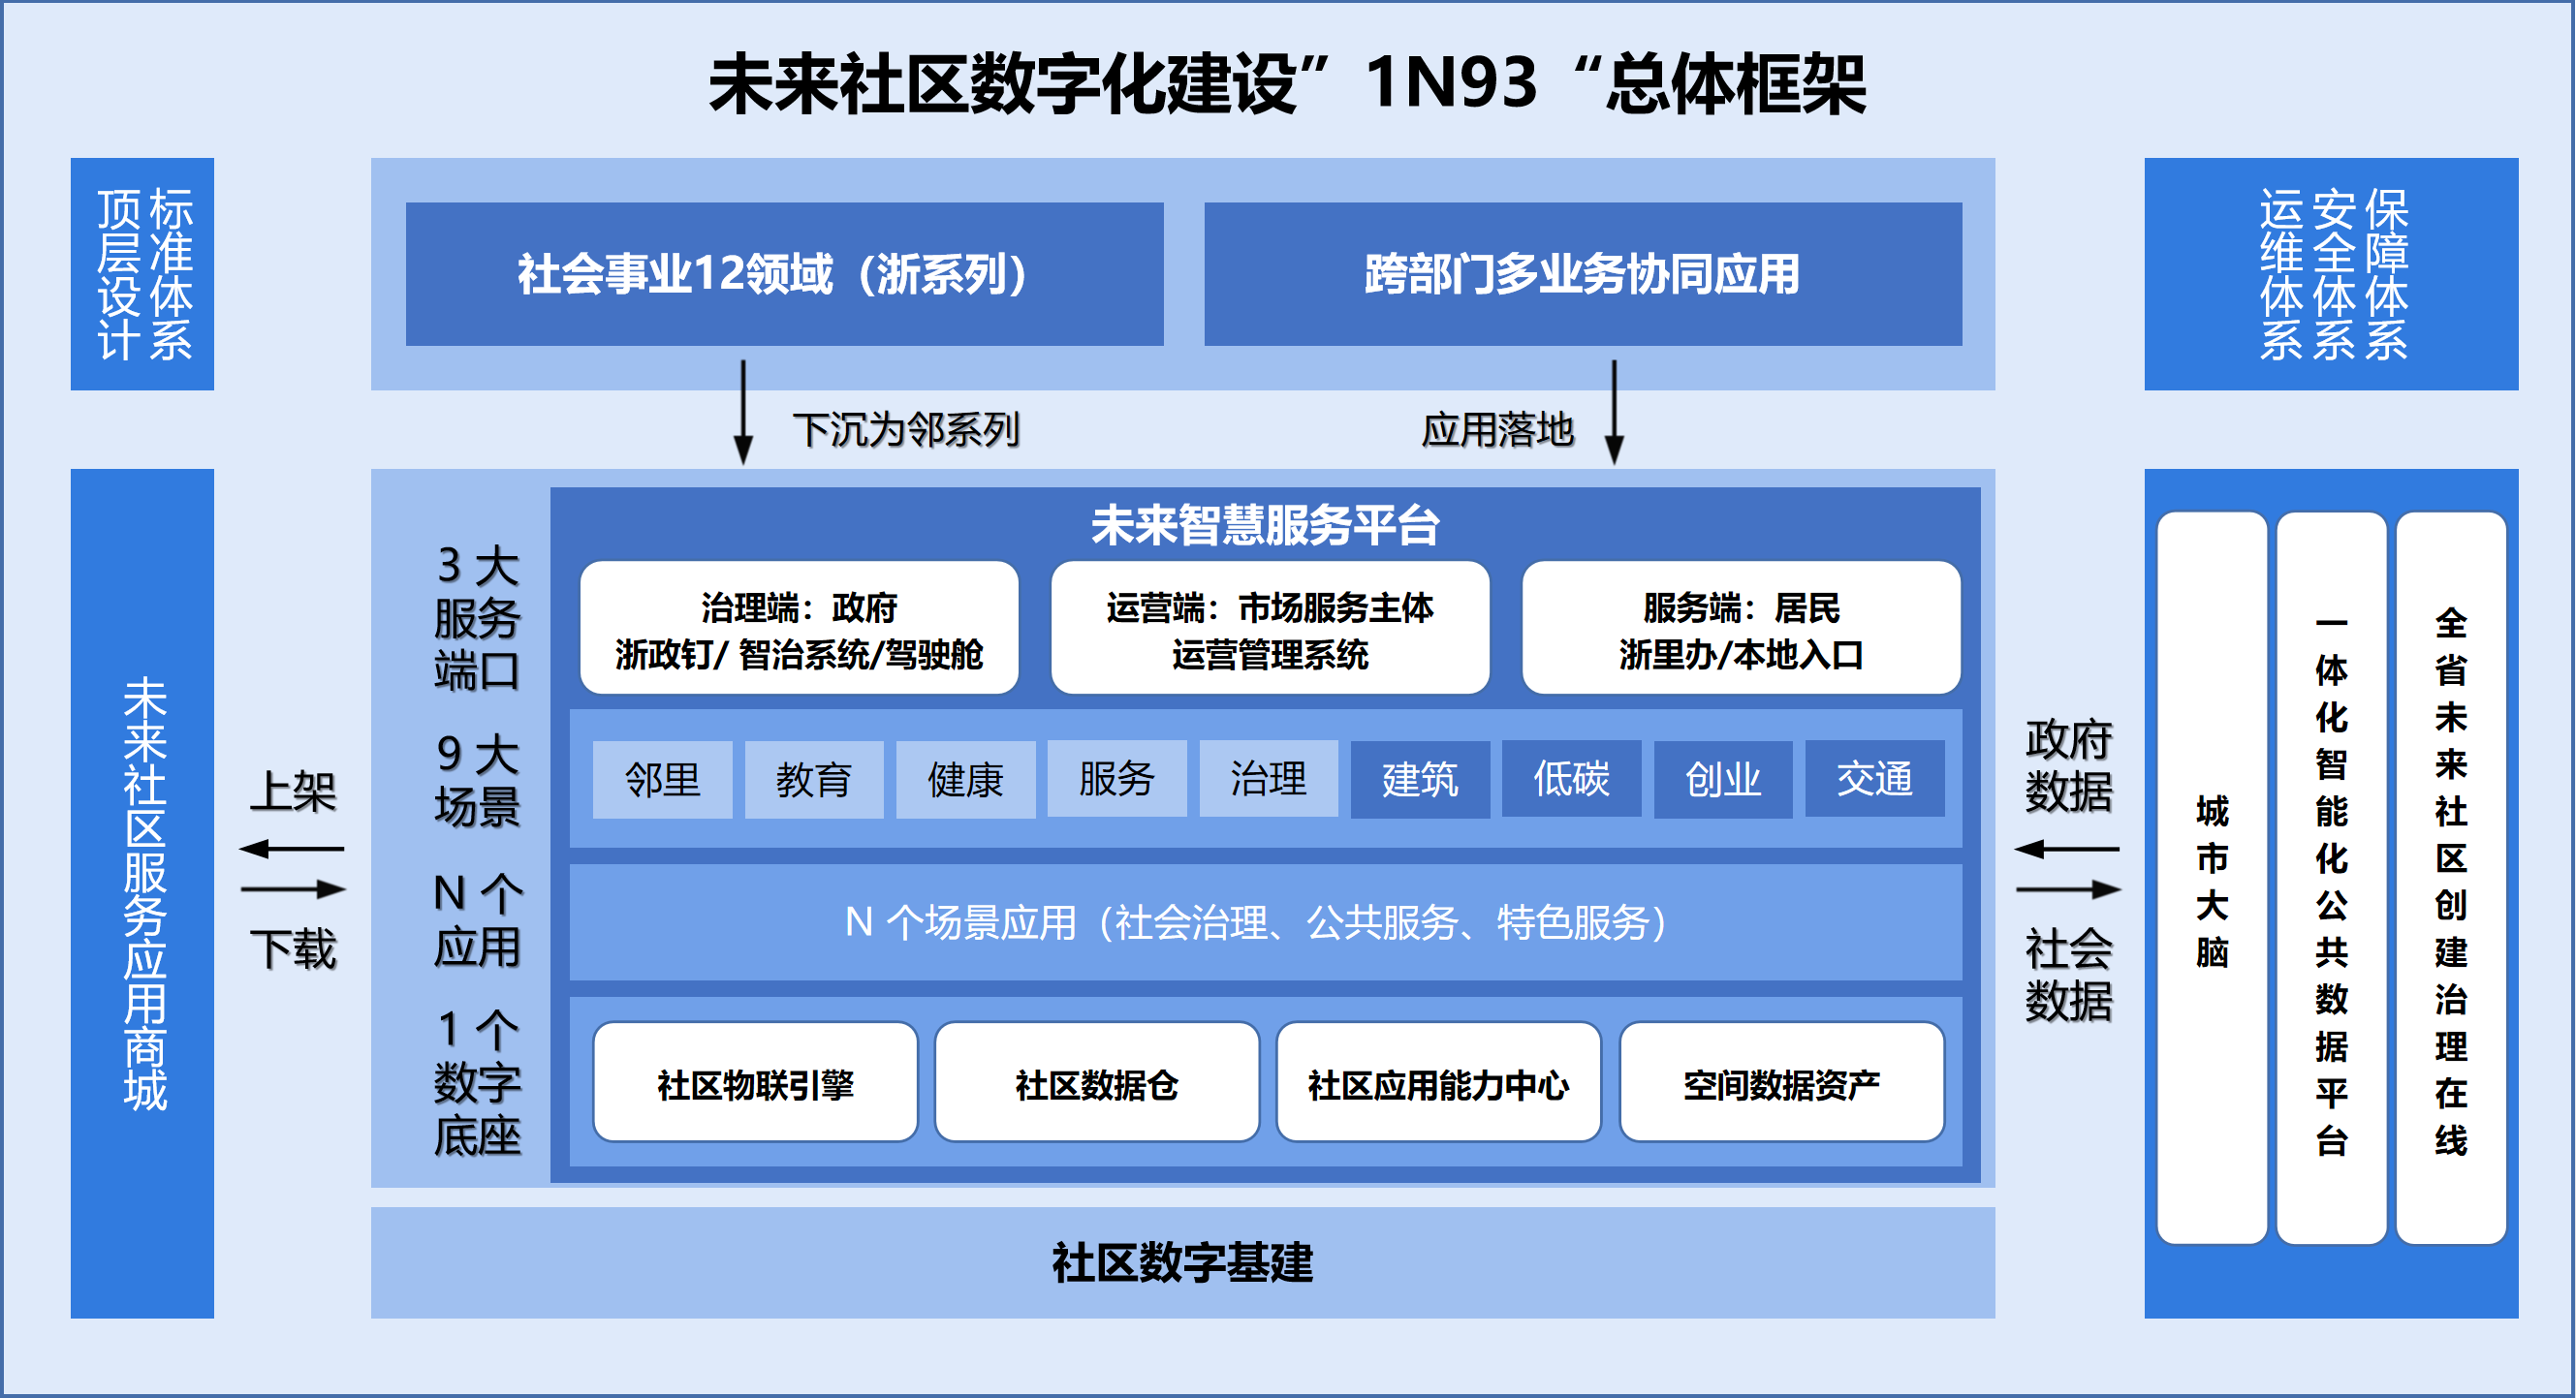 未来社区数字化建设” 1N93 “总体框架
顶层设计
标准体系
社会事业12领域（浙系列）
跨部门多业务协同应用
运维体系
安全体系
保障体系
下沉为邻系列
应用落地
未来社区服务应用商城
上架
下载
3 大
服务
端口
9 大
场景
N 个
应用
1 个
数字
底座
未来智慧服务平台
治理端：政府
浙政钉/ 智治系统/驾驶舱
运营端：市场服务主体
运营管理系统
服务端：居民
浙里办/本地入口
邻里
教育
健康
服务
治理
建筑
低碳
创业
交通
N 个场景应用（社会治理、公共服务、特色服务）
社区物联引擎
社区数据仓
社区应用能力中心
空间数据资产
社区数字基建
政府
数据
社会
数据
城市大脑
一体化智能化公共数据平台
全省未来社区创建治理在线